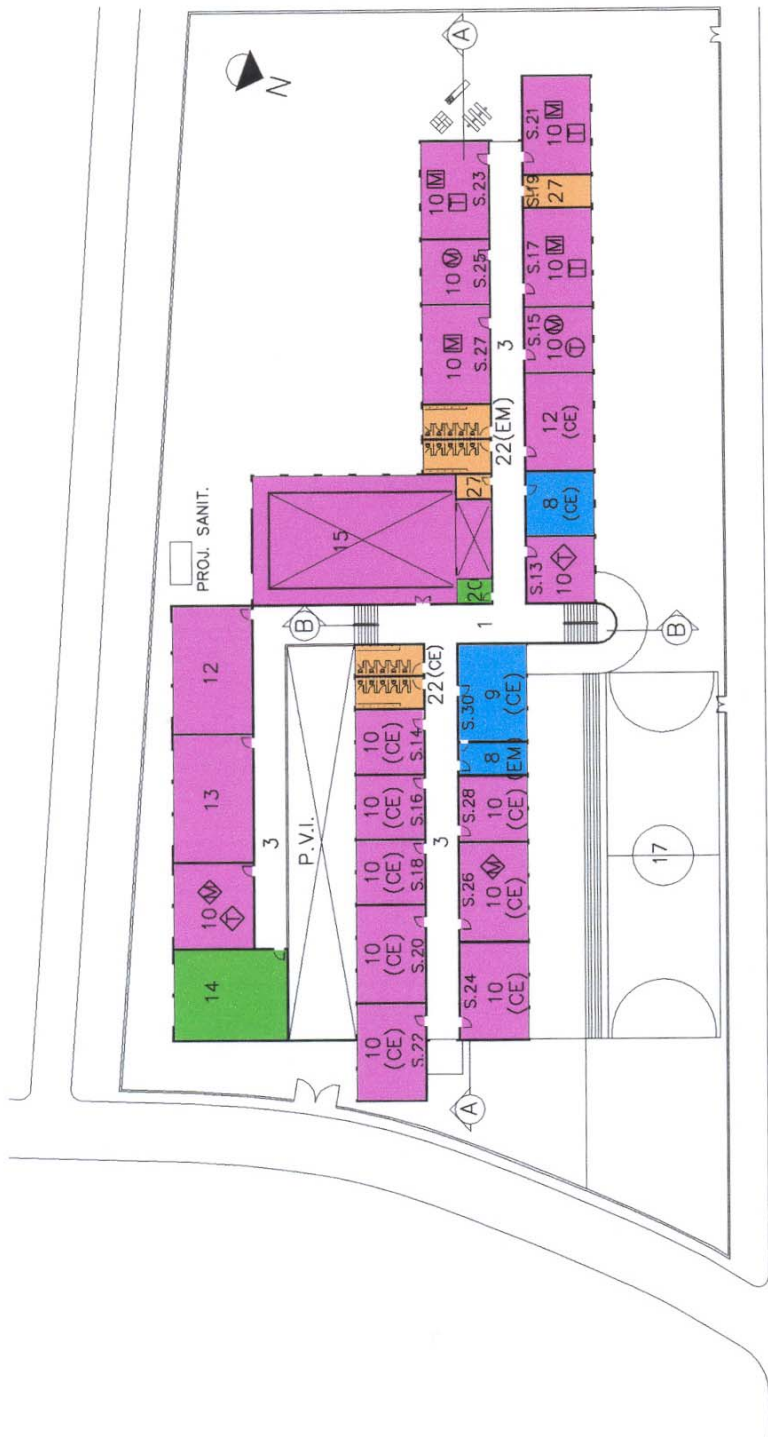 N
A
PROJ. SANIT.
12
13
10 M
T
14
3
B
P.V.I.
15
20
27
22(EM)
10 M
S.27
10 M
S.25
10 M
T
S.23
3
S.21
10 M
T
S.19
27
S.17
10 M
T
S.15
10 M
T
12
(CE)
8
(CE)
S.13
10 T
1
B
22(CE)
10
(CE)
S.14
10
(CE)
S.16
10
(CE)
S.18
10
(CE)
S.20
10
(CE)
S.22
3
S.30
9
(CE)
8
(EM)
S.28
10
(CE)
S.26
10 M
(CE)
S.24
10
(CE)
A
17